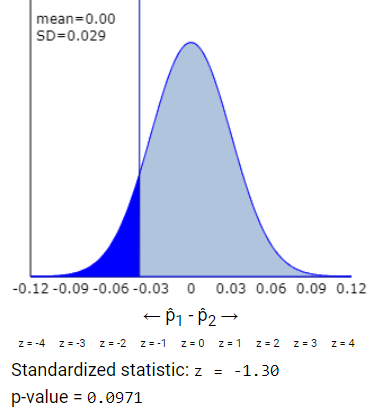 mean=0.00
SD=0.029
-0.12 -0.09 -0.06 -0.03 0 0.03 0.06 0.09 0.12
← p̂₁ - p̂₂ →
z = -4 z = -3 z = -2 z = -1 z = 0 z = 1 z = 2 z = 3 z = 4
Standardized statistic: z = -1.30
p-value = 0.0971